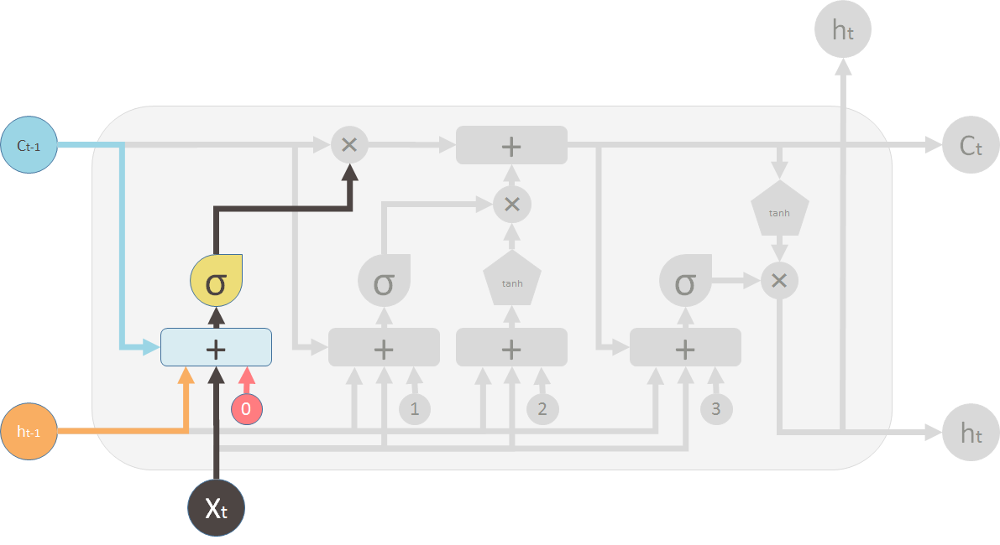 ht
Ct-1
×
+
Ct
×
tanh
σ
σ
tanh
σ
×
+
+
+
+
0
1
2
3
ht-1
ht
Xt